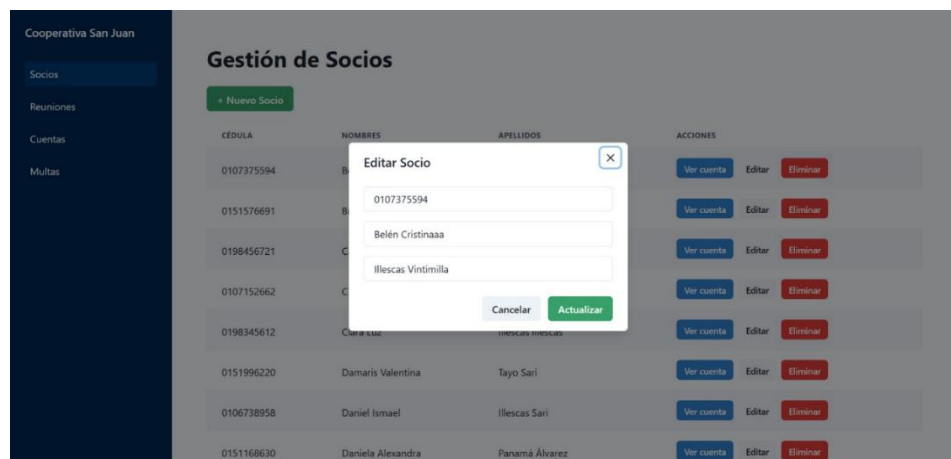 Cooperativa San Juan
Socios
Reuniones
Cuentas
Multas
Gestión de Socios
+ Nuevo Socio
CÉDULA NOMBRES APELLIDOS ACCIONES
0107375594 Ver cuenta Editar Eliminar
0151576691 Ver cuenta Editar Eliminar
0198456721 Ver cuenta Editar Eliminar
0107152662 Ver cuenta Editar Eliminar
0198345612 Clara Luz Illescas Illescas Ver cuenta Editar Eliminar
0151996220 Damaris Valentina Tayo Sari Ver cuenta Editar Eliminar
0106738958 Daniel Ismael Illescas Sari Ver cuenta Editar Eliminar
0151168630 Daniela Alexandra Panamá Álvarez Ver cuenta Editar Eliminar
Editar Socio
0107375594
Belén Cristinaaa
Illescas Vintimilla
Cancelar Actualizar